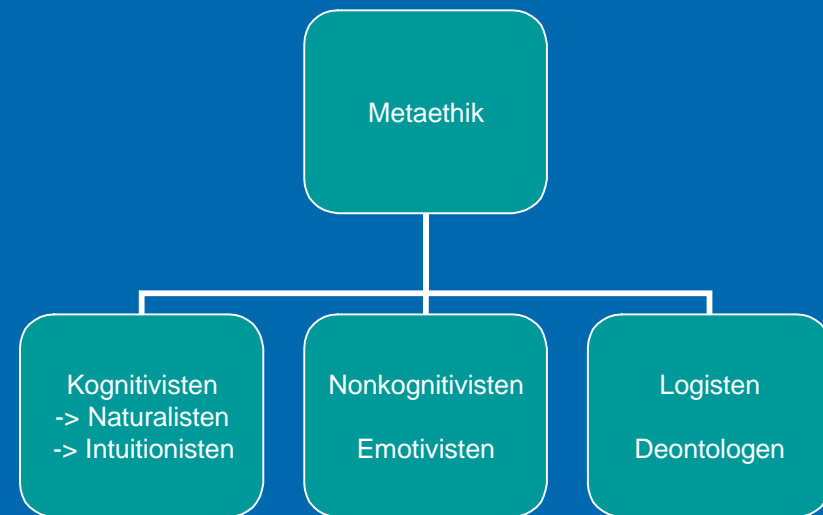 Metaethik
Kognitivisten
-> Naturalisten
-> Intuitionisten
Nonkognitivisten
Emotivisten
Logisten
Deontologen